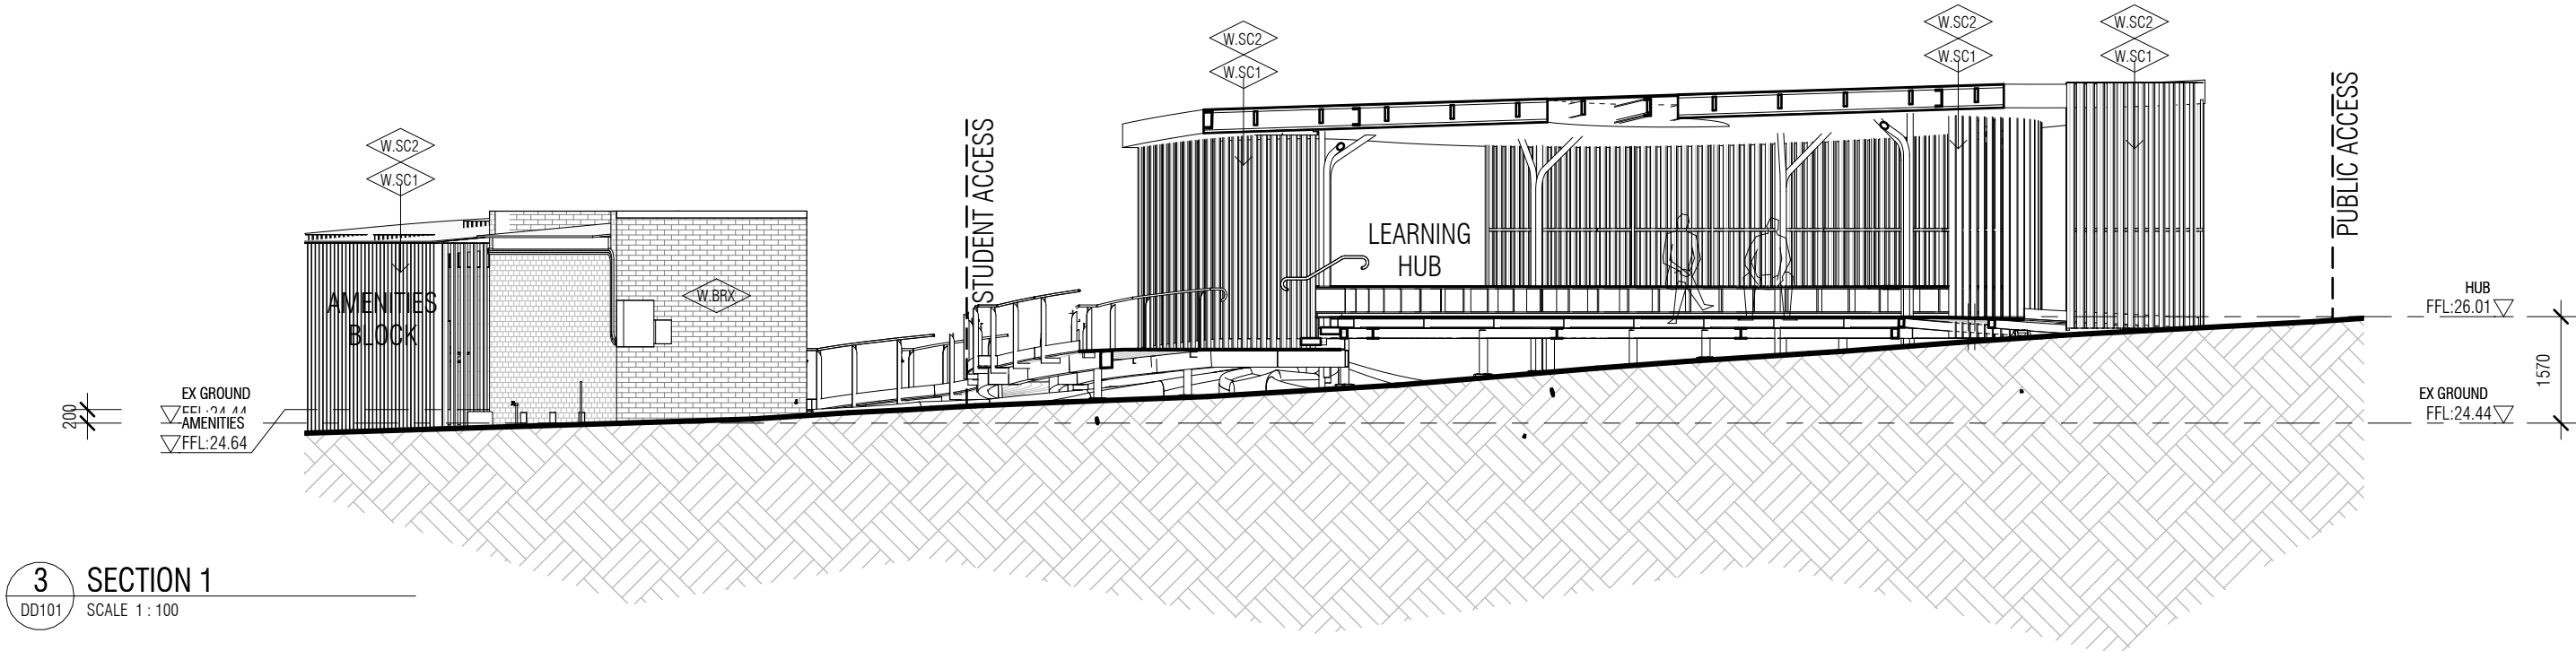 W.SC2
W.SC1
W.SC2
W.SC1
W.SC2
W.SC1
W.SC2
W.SC1
STUDENT ACCESS
PUBLIC ACCESS
LEARNING
HUB
AMENITIES
BLOCK
W.BRX
HUB
FFL:26.01
1570
EX GROUND
FFL:24.44
EX GROUND
FFL:24.44
AMENITIES
FFL:24.64
200
3
DD101
SECTION 1
SCALE 1 : 100